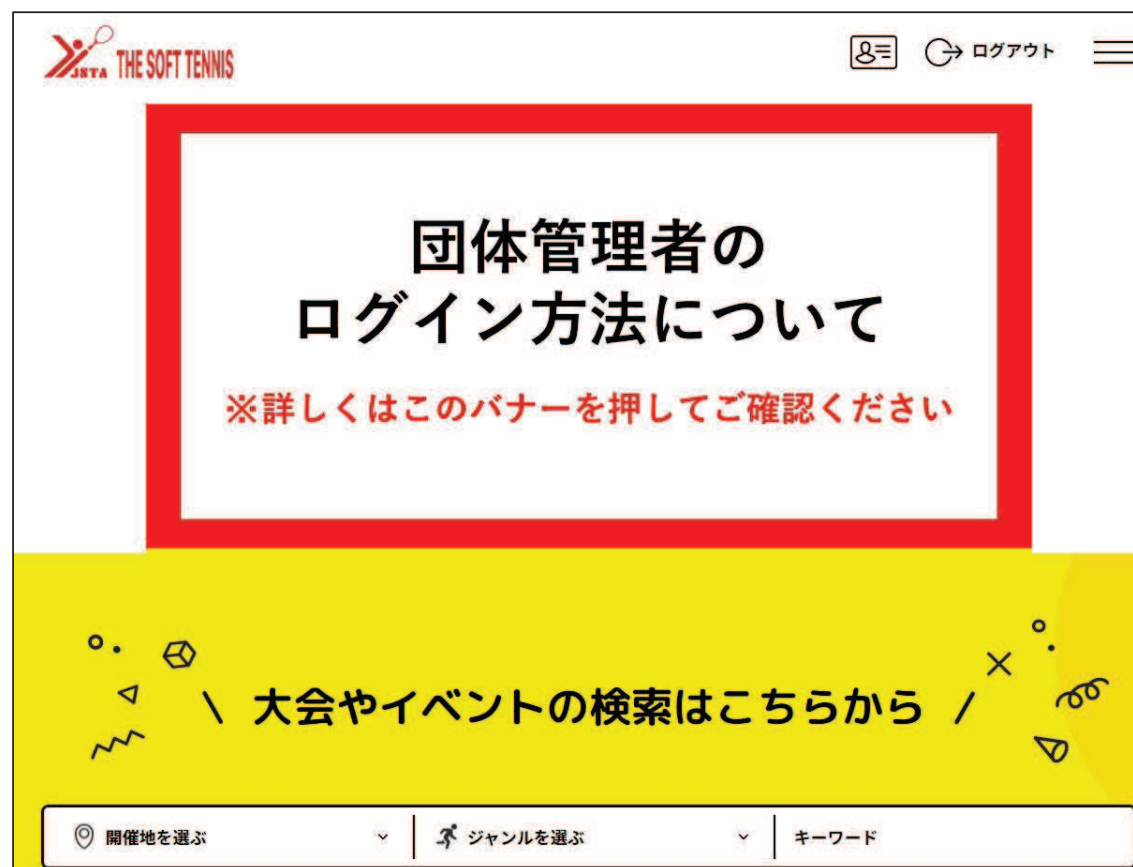 JSTA THE SOFT TENNIS
ログアウト
団体管理者の
ログイン方法について
※詳しくはこのバナーを押してご確認ください
\ 大会やイベントの検索はこちらから /
開催地を選ぶ
ジャンルを選ぶ
キーワード